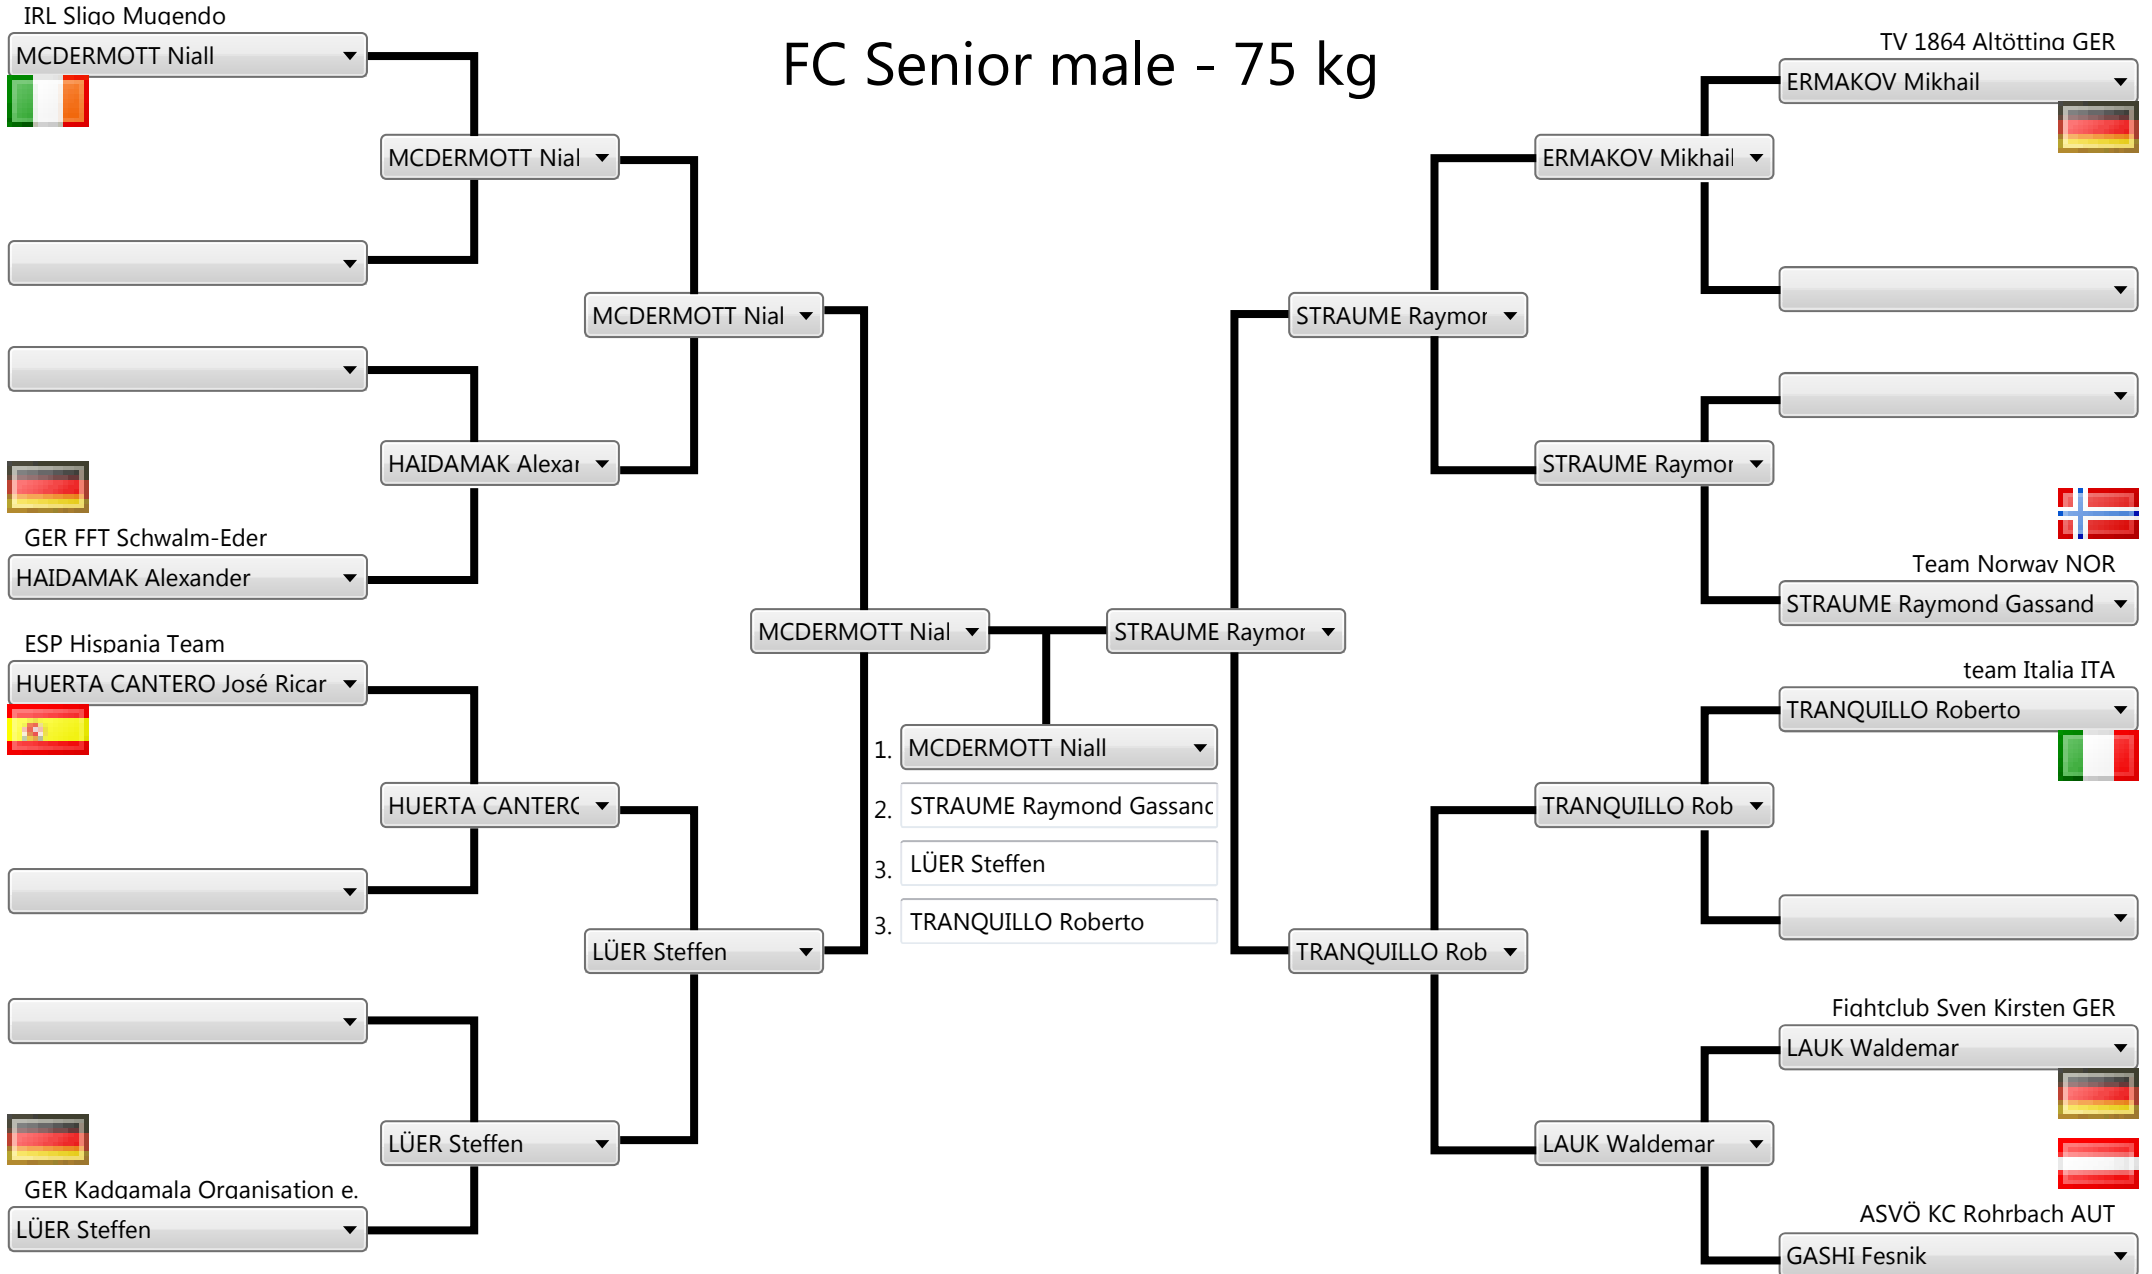 FC Senior male - 75 kg
IRL Sligo Mugendo
MCDERMOTT Niall
MCDERMOTT Nial
HAIDAMAK Alexar
GER FFT Schwalm-Eder
HAIDAMAK Alexander
MCDERMOTT Nial
ESP Hispania Team
HUERTA CANTERO José Ricar
HUERTA CANTERC
LÜER Steffen
LÜER Steffen
GER Kadgamala Organisation e.
LÜER Steffen
MCDERMOTT Nial
STRAUME Raymor
1. MCDERMOTT Niall
2. STRAUME Raymond Gassanc
3. LÜER Steffen
3. TRANQUILLO Roberto
TV 1864 Altötting GER
ERMAKOV Mikhail
ERMAKOV Mikhail
STRAUME Raymor
STRAUME Raymor
Team Norway NOR
STRAUME Raymond Gassand
team Italia ITA
TRANQUILLO Roberto
TRANQUILLO Rob
TRANQUILLO Rob
Fightclub Sven Kirsten GER
LAUK Waldemar
LAUK Waldemar
ASVÖ KC Rohrbach AUT
GASHI Fesnik